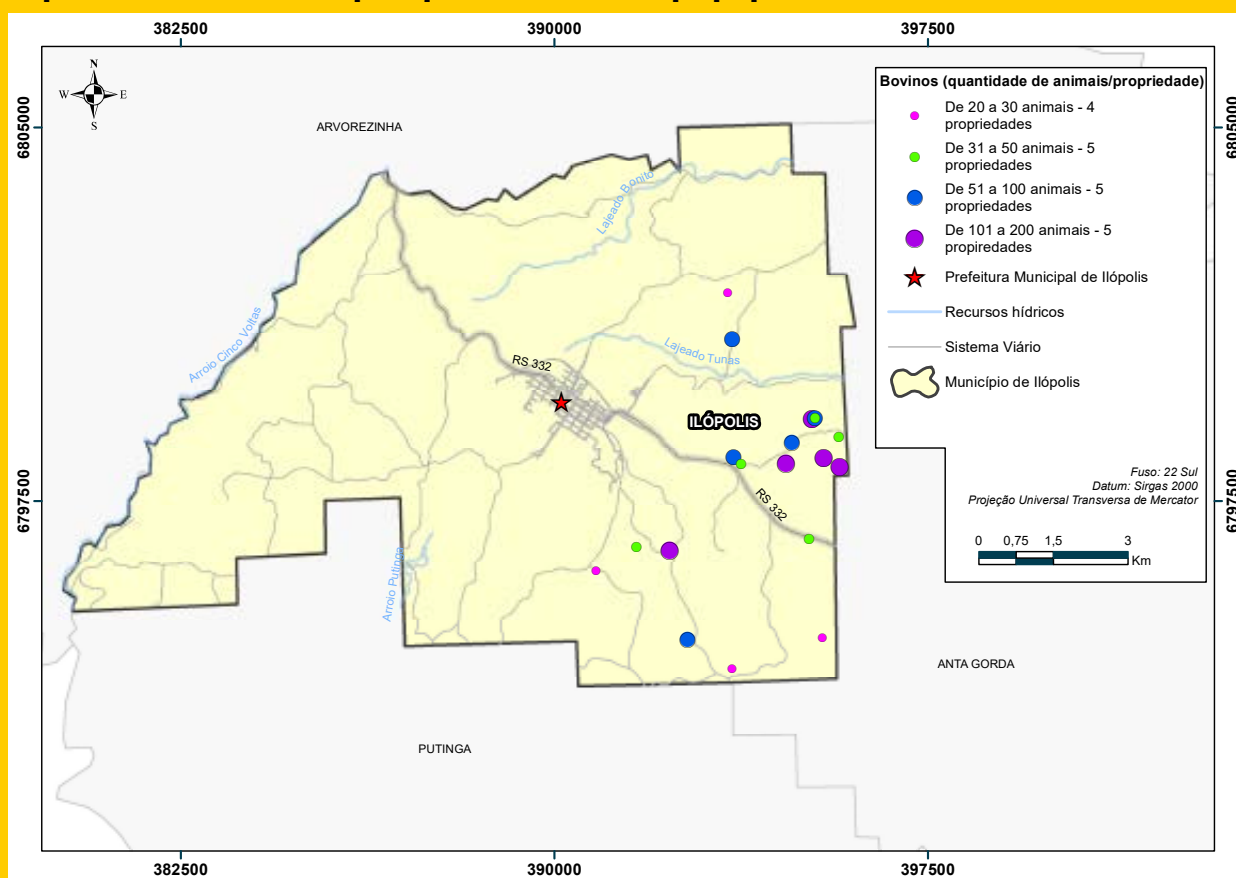 382500
390000
397500
N
W
E
S
6805000
6805000
ARVOREZINHA
Bovinos (quantidade de animais/propriedade)
De 20 a 30 animais - 4
propriedades
De 31 a 50 animais - 5
propriedades
De 51 a 100 animais - 5
propriedades
De 101 a 200 animais - 5
propiredades
Prefeitura Municipal de Ilópolis
Recursos hídricos
Sistema Viário
Município de Ilópolis
Lajeado Bonito
Arroio Cinco Voltas
Lajeado Tunas
RS 332
ILÓPOLIS
RS 332
Fuso: 22 Sul
Datum: Sirgas 2000
Projeção Universal Transversa de Mercator
6797500
6797500
0 0,75 1,5 3
Km
Arroio Putinga
ANTA GORDA
PUTINGA
382500
390000
397500